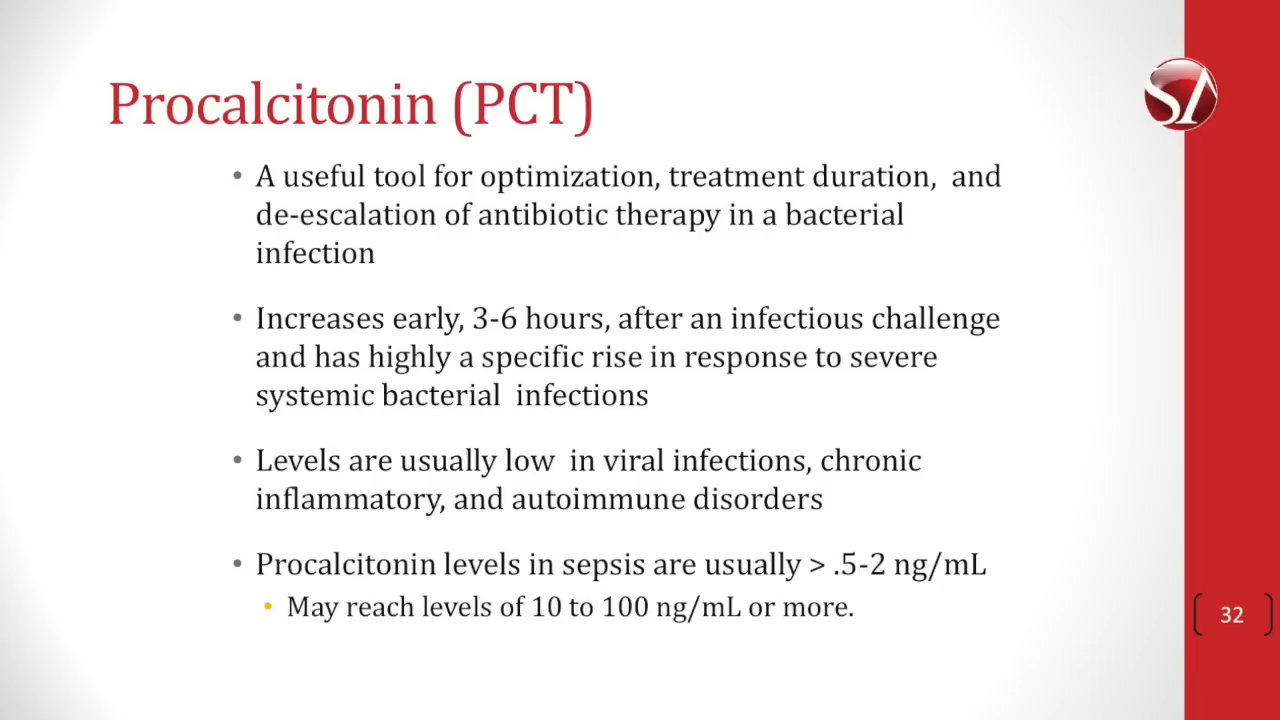 Procalcitonin (PCT)
SA
• A useful tool for optimization, treatment duration, and
de-escalation of antibiotic therapy in a bacterial
infection
• Increases early, 3-6 hours, after an infectious challenge
and has highly a specific rise in response to severe
systemic bacterial infections
• Levels are usually low in viral infections, chronic
inflammatory, and autoimmune disorders
• Procalcitonin levels in sepsis are usually > .5-2 ng/mL
• May reach levels of 10 to 100 ng/mL or more.
32